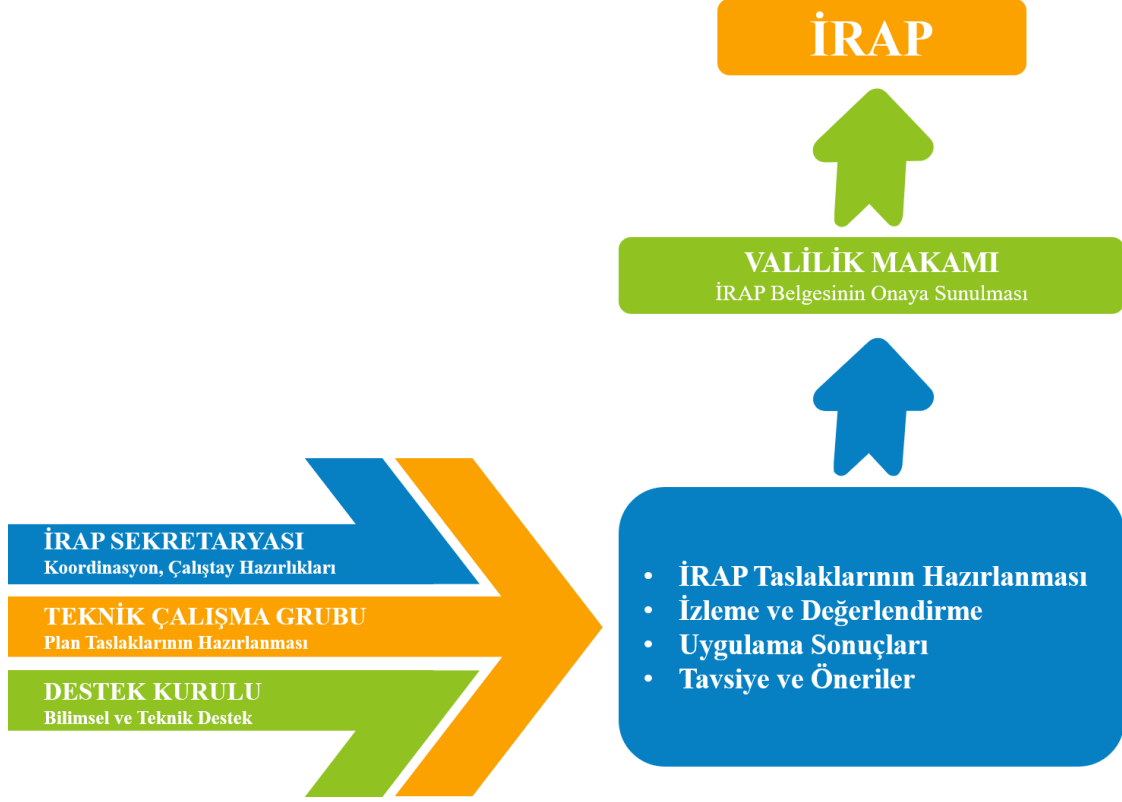 İRAP
VALİLİK MAKAMI
İRAP Belgesinin Onaya Sunulması
İRAP SEKRETARYASI
Koordinasyon, Çalıştay Hazırlıkları
TEKNİK ÇALIŞMA GRUBU
Plan Taslaklarının Hazırlanması
DESTEK KURULU
Bilimsel ve Teknik Destek
• İRAP Taslaklarının Hazırlanması
• İzleme ve Değerlendirme
• Uygulama Sonuçları
• Tavsiye ve Öneriler